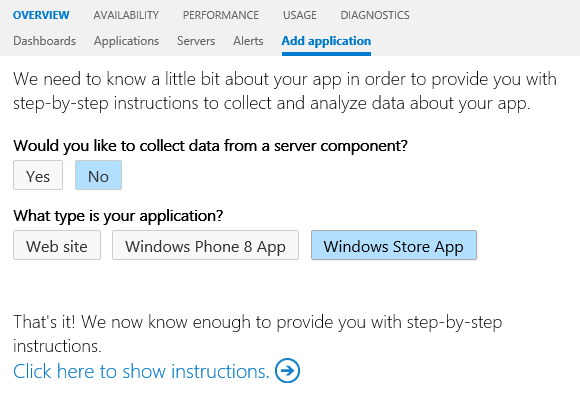 OVERVIEW AVAILABILITY PERFORMANCE USAGE DIAGNOSTICS
Dashboards Applications Servers Alerts Add application
We need to know a little bit about your app in order to provide you with
step-by-step instructions to collect and analyze data about your app.
Would you like to collect data from a server component?
Yes No
What type is your application?
Web site Windows Phone 8 App Windows Store App
That's it! We now know enough to provide you with step-by-step
instructions.
Click here to show instructions.